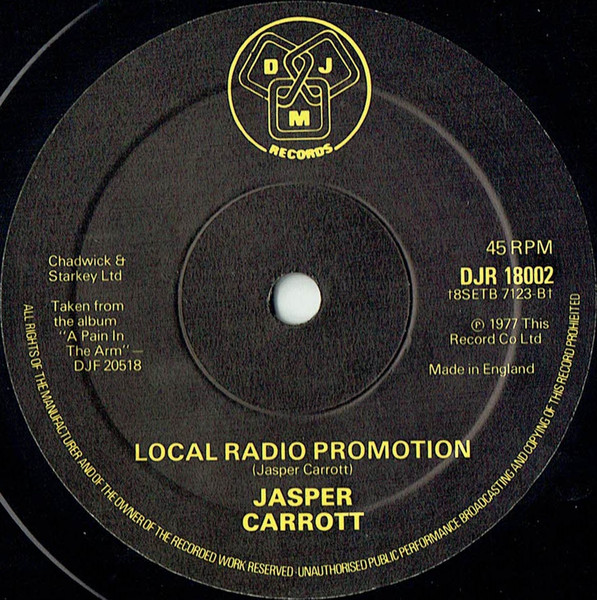 D J
M
RECORDS
Chadwick &
Starkey Ltd
Taken from
the album
"A Pain In
The Arm"—
DJF 20518
45 RPM
DJR 18002
†8SETB 7123-B†
℗ 1977 This
Record Co Ltd
Made in England
LOCAL RADIO PROMOTION
(Jasper Carrott)
JASPER
CARROTT
ALL RIGHTS OF THE MANUFACTURER AND OF THE OWNER OF THE RECORDED WORK RESERVED·UNAUTHORISED PUBLIC PERFORMANCE BROADCASTING AND COPYING OF THIS RECORD PROHIBITED